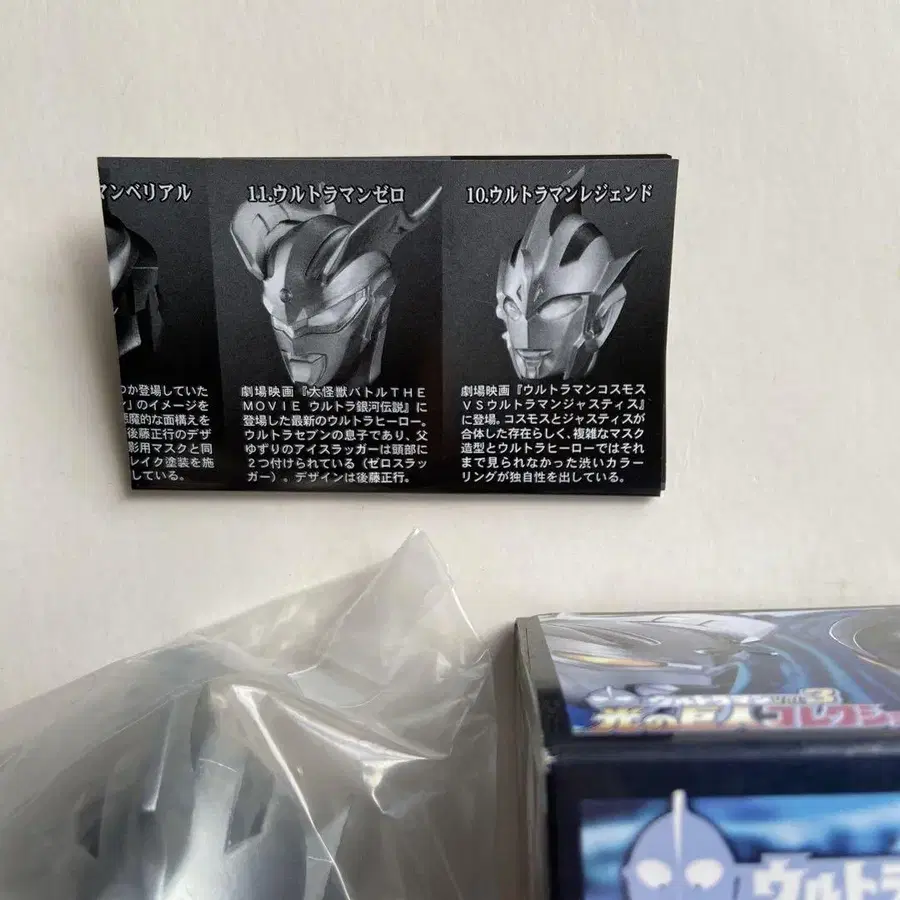 マンベリアル
つか登場していた
ィ」のイメージを
悪魔的な面構えを
後藤正行のデザ
影用マスクと同
レイク塗装を施
している。
11.ウルトラマンゼロ
劇場映画『大怪獣バトルTHE
MOVIE ウルトラ銀河伝説』に
登場した最新のウルトラヒーロー。
ウルトラセブンの息子であり、父
ゆずりのアイスラッガーは頭部に
2つ付けられている(ゼロスラッ
ガー)。デザインは後藤正行。
10.ウルトラマンレジェンド
劇場映画『ウルトラマンコスモス
VSウルトラマンジャスティス』
に登場。コスモスとジャスティスが
合体した存在らしく、複雑なマスク
造型とウルトラヒーローではそれ
まで見られなかった渋いカラー
リングが独自性を出している。
光の巨人コレクショ
ウルトラ